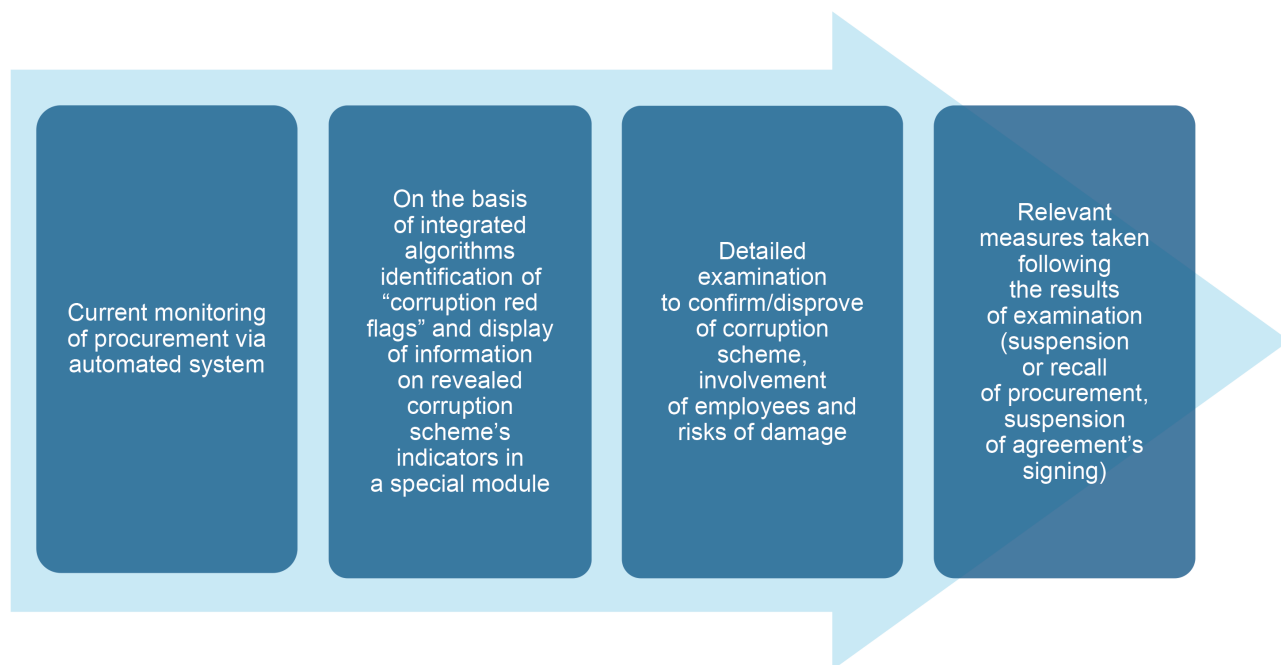 Current monitoring
of procurement via
automated system
On the basis
of integrated
algorithms
identification of
“corruption red
flags” and display
of information
on revealed
corruption
scheme’s
indicators in
a special module
Detailed
examination
to confirm/disprove
of corruption
scheme,
involvement
of employees and
risks of damage
Relevant
measures taken
following
the results
of examination
(suspension
or recall
of procurement,
suspension
of agreement’s
signing)